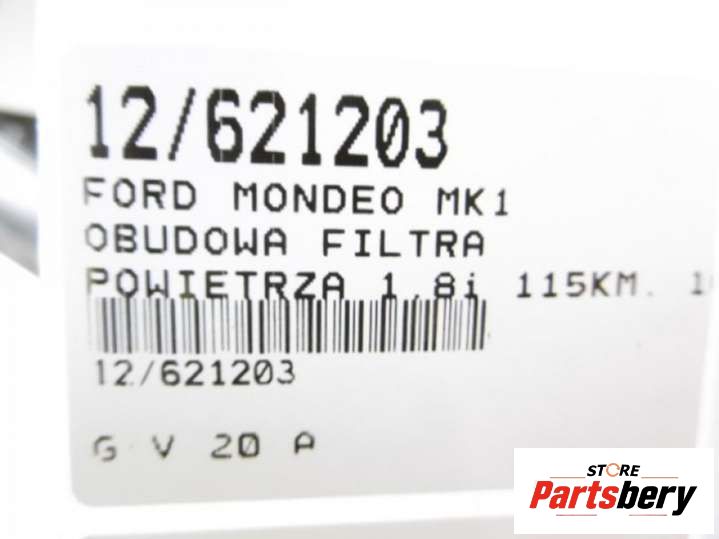 12/621203
FORD MONDEO MK1
OBUDOWA FILTRA
POWIETRZA 1.8i 115KM.
12/621203
G V 20 A
STORE
Partsbery